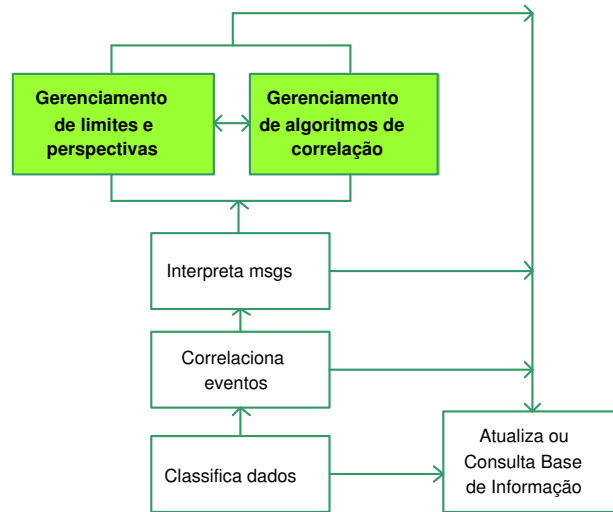 Gerenciamento
de limites e
perspectivas
Gerenciamento
de algoritmos de
correlação
Interpreta msgs
Correlaciona
eventos
Classifica dados
Atualiza ou
Consulta Base
de Informação